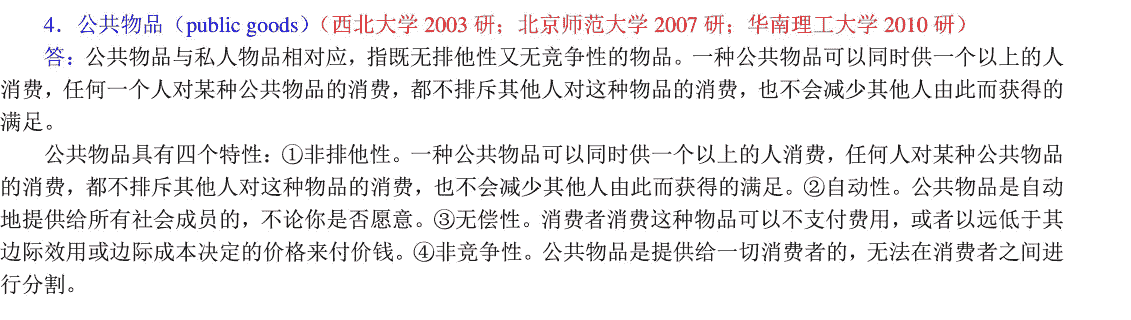 4．公共物品（public goods）（西北大学 2003 研；北京师范大学 2007 研；华南理工大学 2010 研）
答：公共物品与私人物品相对应，指既无排他性又无竞争性的物品。一种公共物品可以同时供一个以上的人
消费，任何一个人对某种公共物品的消费，都不排斥其他人对这种物品的消费，也不会减少其他人由此而获得的
满足。
公共物品具有四个特性：①非排他性。一种公共物品可以同时供一个以上的人消费，任何人对某种公共物品
的消费，都不排斥其他人对这种物品的消费，也不会减少其他人由此而获得的满足。②自动性。公共物品是自动
地提供给所有社会成员的，不论你是否愿意。③无偿性。消费者消费这种物品可以不支付费用，或者以远低于其
边际效用或边际成本决定的价格来付价钱。④非竞争性。公共物品是提供给一切消费者的，无法在消费者之间进
行分割。